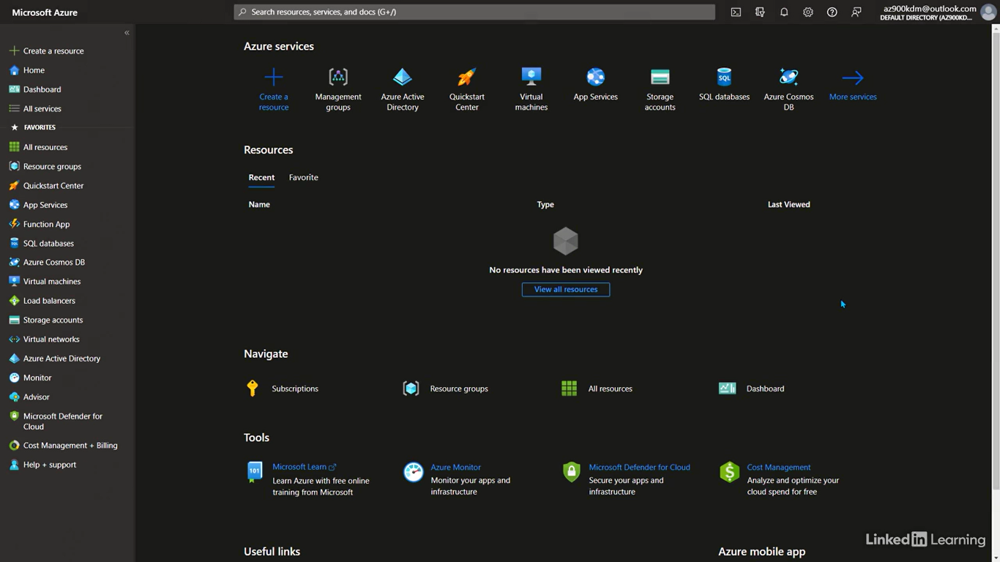 Microsoft Azure
Search resources, services, and docs (G+/)
az900kdm@outlook.com
DEFAULT DIRECTORY (AZ900KD...
«
Create a resource
Home
Dashboard
All services
FAVORITES
All resources
Resource groups
Quickstart Center
App Services
Function App
SQL databases
Azure Cosmos DB
Virtual machines
Load balancers
Storage accounts
Virtual networks
Azure Active Directory
Monitor
Advisor
Microsoft Defender for
Cloud
Cost Management + Billing
Help + support
Azure services
Create a
resource
Management
groups
Azure Active
Directory
Quickstart
Center
Virtual
machines
App Services
Storage
accounts
SQL
SQL databases
Azure Cosmos
DB
More services
Resources
Recent
Favorite
Name
Type
Last Viewed
No resources have been viewed recently
View all resources
Navigate
Subscriptions
Resource groups
All resources
Dashboard
Tools
101
Microsoft Learn
Learn Azure with free online
training from Microsoft
Azure Monitor
Monitor your apps and
infrastructure
Microsoft Defender for Cloud
Secure your apps and
infrastructure
$
Cost Management
Analyze and optimize your
cloud spend for free
Useful links
Azure mobile app
Linked in Learning